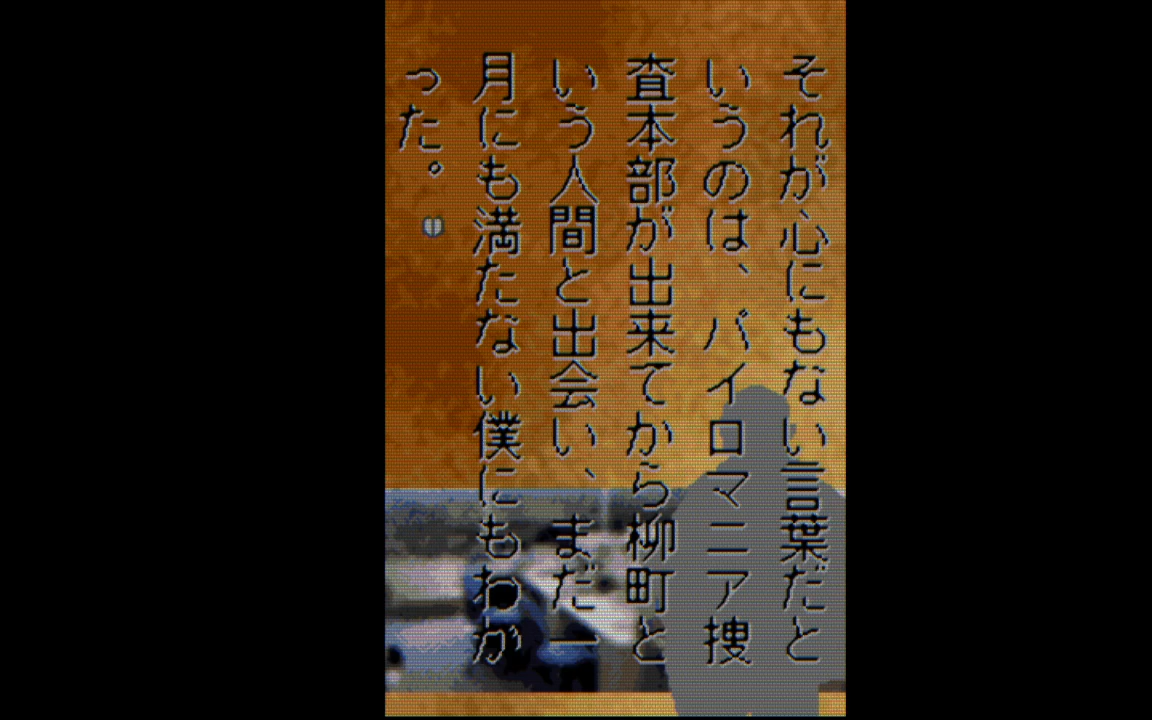 それが心にもない言葉だと
いうのは、パイロマニア捜
査本部が出来てから柳町と
いう人間と出会い、まだ一
月にも満たない僕にもわか
った。